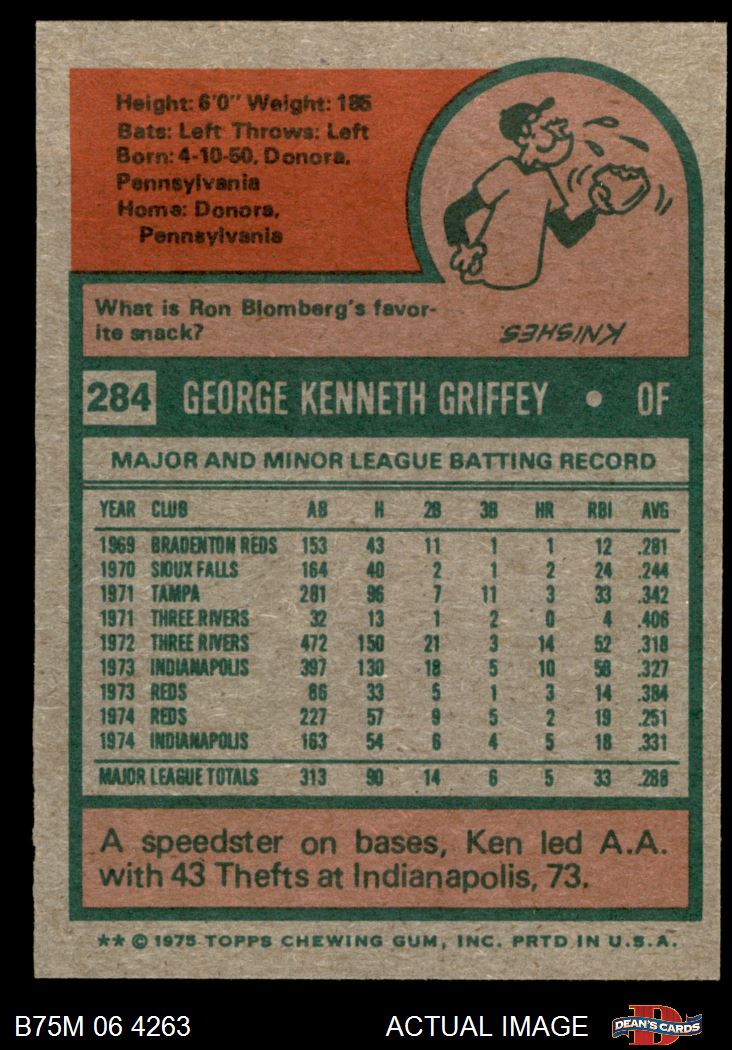 Height: 6'0" Weight: 185
Bats: Left Throws: Left
Born: 4-10-50, Donora,
Pennsylvania
Home: Donora,
Pennsylvania
What is Ron Blomberg's favor-
ite snack?
KNISHES.
284 GEORGE KENNETH GRIFFEY • OF
MAJOR AND MINOR LEAGUE BATTING RECORD
YEAR CLUB AB H 2B 3B HR RBI AVG
1969 BRADENTON REDS 153 43 11 1 1 12 .281
1970 SIOUX FALLS 164 40 2 1 2 24 .244
1971 TAMPA 281 96 7 11 3 33 .342
1971 THREE RIVERS 32 13 1 2 0 4 .406
1972 THREE RIVERS 472 150 21 3 14 52 .318
1973 INDIANAPOLIS 397 130 18 5 10 58 .327
1973 REDS 86 33 5 1 3 14 .384
1974 REDS 227 57 9 5 2 19 .251
1974 INDIANAPOLIS 163 54 6 4 5 18 .331
MAJOR LEAGUE TOTALS 313 90 14 6 5 33 .288
A speedster on bases, Ken led A.A.
with 43 Thefts at Indianapolis, 73.
** © 1975 TOPPS CHEWING GUM, INC. PRTD IN U.S.A.
B75M 06 4263 ACTUAL IMAGE D DEAN'S CARDS